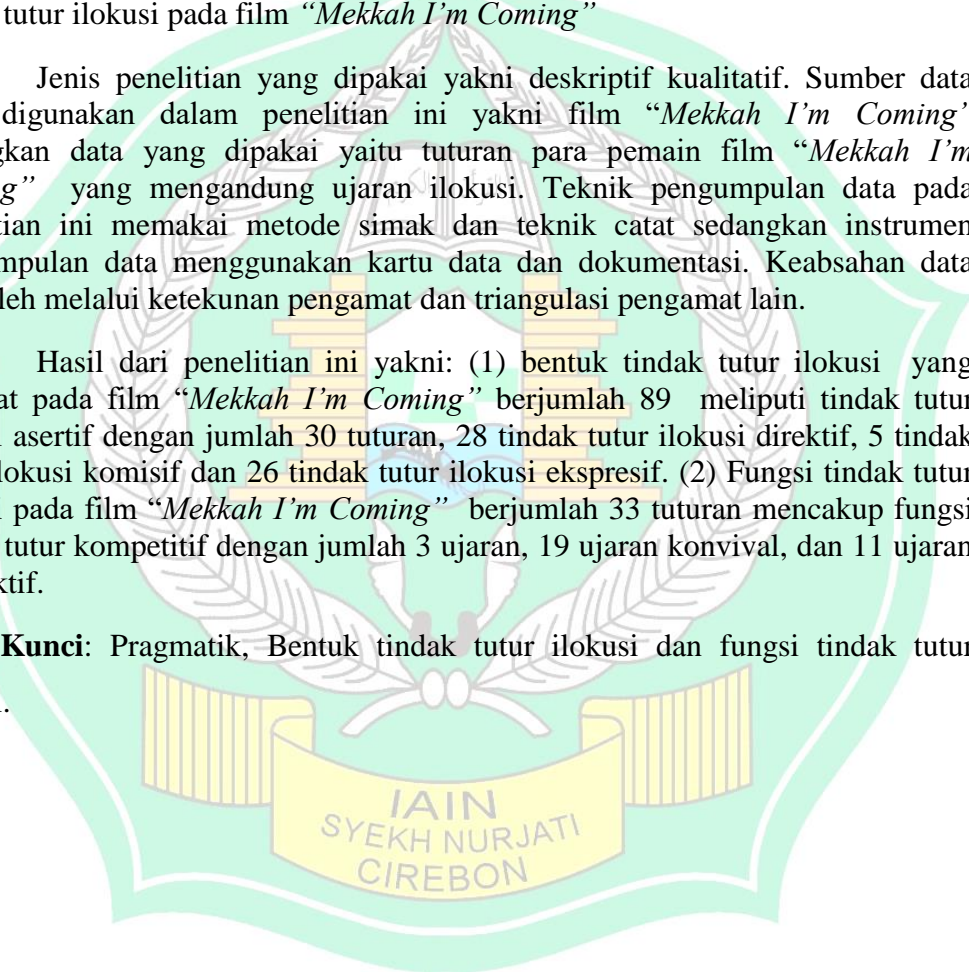 tutur ilokusi pada film “Mekkah I’m Coming”
Jenis penelitian yang dipakai yakni deskriptif kualitatif. Sumber data
digunakan dalam penelitian ini yakni film “Mekkah I’m Coming”
gkan data yang dipakai yaitu tuturan para pemain film “Mekkah I’m
g” yang mengandung ujaran ilokusi. Teknik pengumpulan data pada
tian ini memakai metode simak dan teknik catat sedangkan instrumen
mpulan data menggunakan kartu data dan dokumentasi. Keabsahan data
leh melalui ketekunan pengamat dan triangulasi pengamat lain.
Hasil dari penelitian ini yakni: (1) bentuk tindak tutur ilokusi yang
at pada film “Mekkah I’m Coming” berjumlah 89 meliputi tindak tutur
i asertif dengan jumlah 30 tuturan, 28 tindak tutur ilokusi direktif, 5 tindak
lokusi komisif dan 26 tindak tutur ilokusi ekspresif. (2) Fungsi tindak tutur
i pada film “Mekkah I’m Coming” berjumlah 33 tuturan mencakup fungsi
tutur kompetitif dengan jumlah 3 ujaran, 19 ujaran konvival, dan 11 ujaran
ktif.
Kunci: Pragmatik, Bentuk tindak tutur ilokusi dan fungsi tindak tutur
i.
IAIN
SYEKH NURJATI
CIREBON